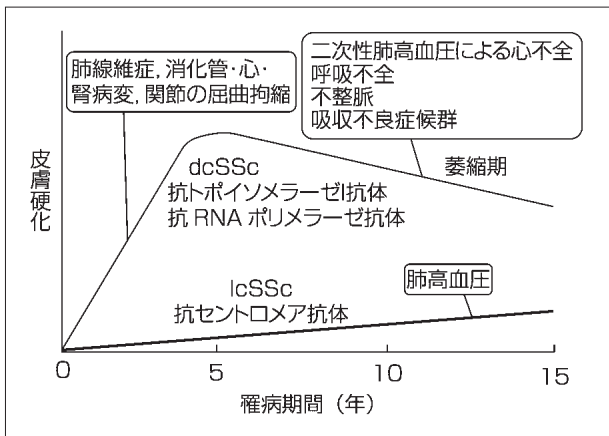 肺線維症, 消化管・心・
腎病変, 関節の屈曲拘縮
二次性肺高血圧による心不全
呼吸不全
不整脈
吸収不良症候群
皮膚硬化
dcSSc
抗トポイソメラーゼI抗体
抗RNAポリメラーゼ抗体
萎縮期
lcSSc
抗セントロメア抗体
肺高血圧
0
5
10
15
罹病期間（年）